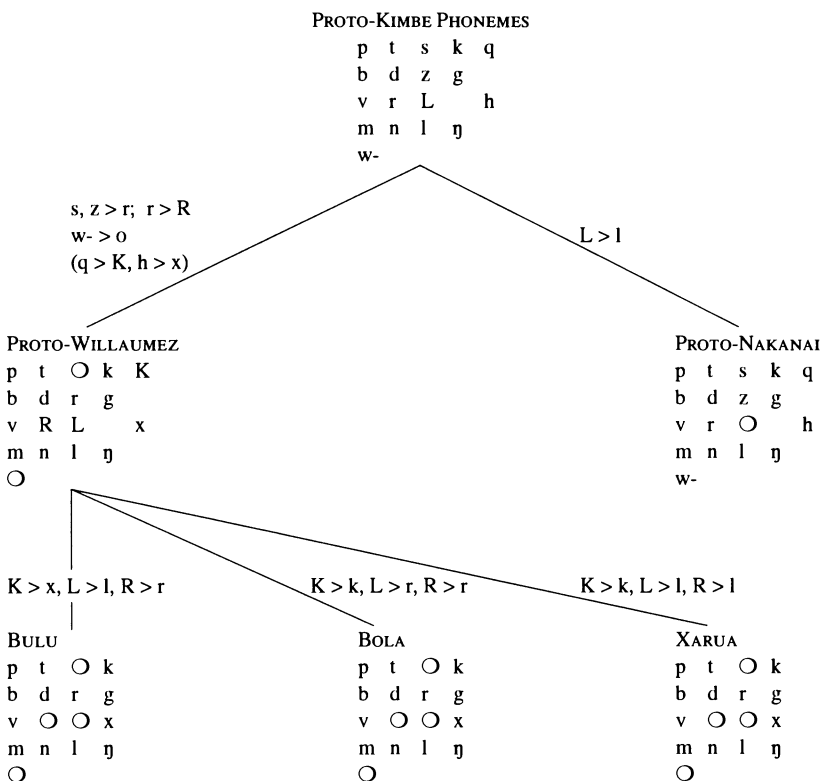 PROTO-KIMBE PHONEMES
p t s k q
b d z g
v r L h
m n l ŋ
w-
s, z > r; r > R
w- > o
(q > K, h > x)
L > l
PROTO-WILLAUMEZ
p t ❍ k K
b d r g
v R L x
m n l ŋ
❍
PROTO-NAKANAI
p t s k q
b d z g
v r ❍ h
m n l ŋ
w-
K > x, L > l, R > r
K > k, L > r, R > r
K > k, L > l, R > l
BULU
p t ❍ k
b d r g
v ❍ ❍ x
m n l ŋ
❍
BOLA
p t ❍ k
b d r g
v ❍ ❍ x
m n l ŋ
❍
XARUA
p t ❍ k
b d r g
v ❍ ❍ x
m n l ŋ
❍